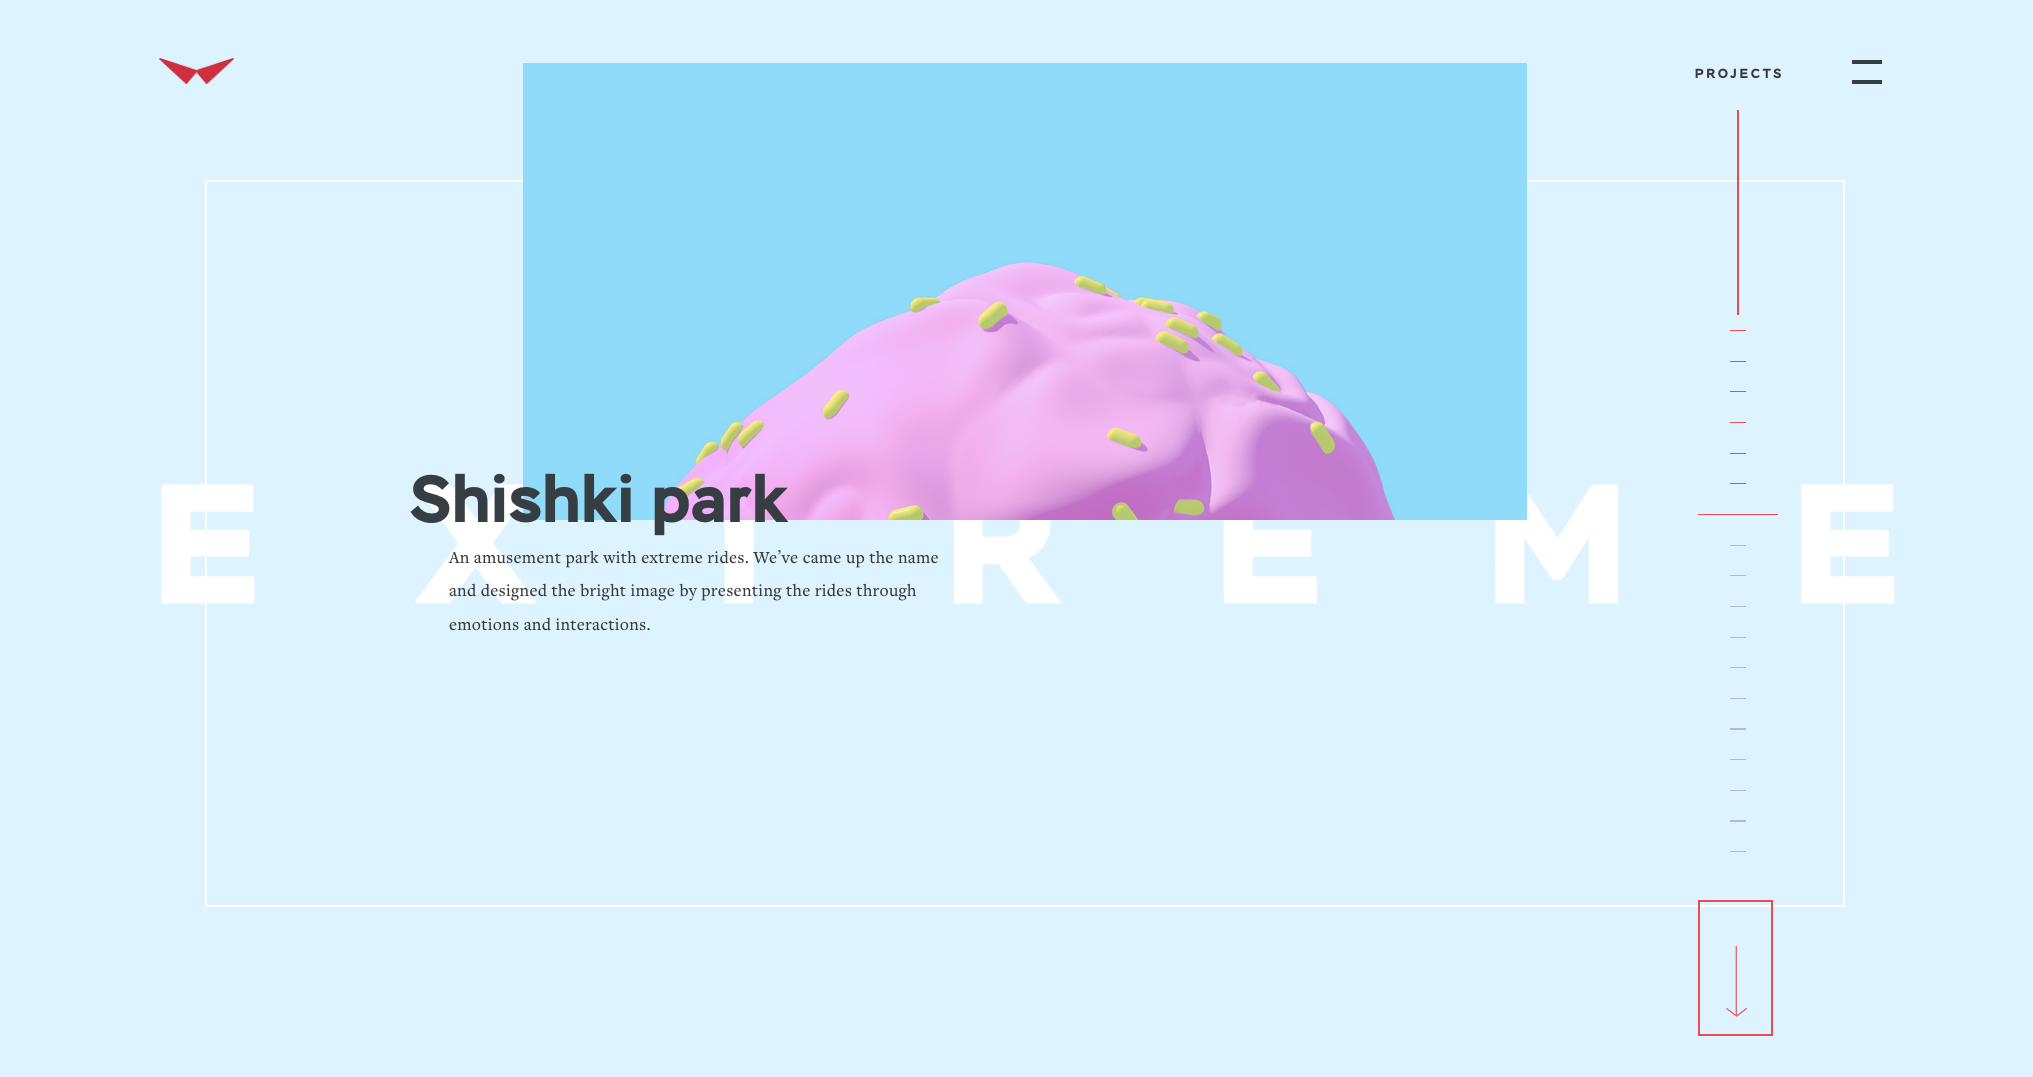 PROJECTS
Shishki park
EXTREME
An amusement park with extreme rides. We’ve came up the name
and designed the bright image by presenting the rides through
emotions and interactions.